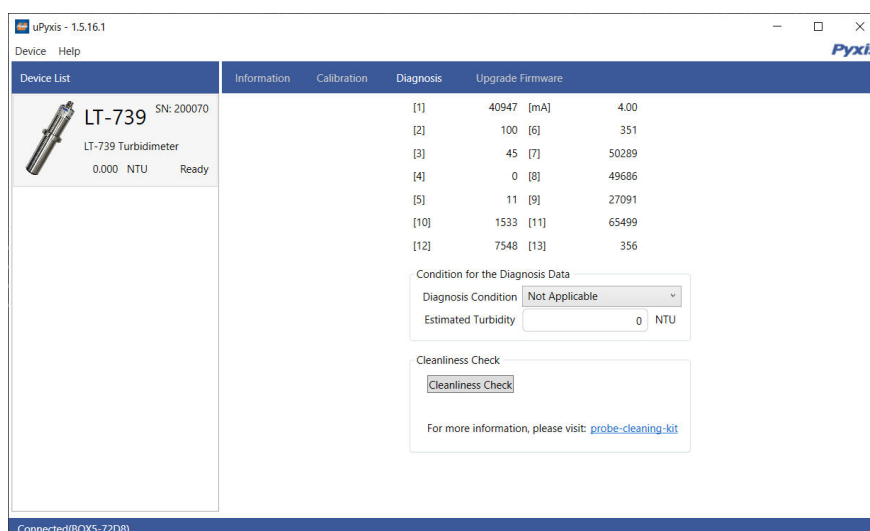 uPyxis - 1.5.16.1
Device Help
Pyxi
Device List
Information Calibration Diagnosis Upgrade Firmware
LT-739 SN: 200070
LT-739 Turbidimeter
0.000 NTU Ready
[1] 40947 [mA] 4.00
[2] 100 [6] 351
[3] 45 [7] 50289
[4] 0 [8] 49686
[5] 11 [9] 27091
[10] 1533 [11] 65499
[12] 7548 [13] 356
Condition for the Diagnosis Data
Diagnosis Condition Not Applicable
Estimated Turbidity 0 NTU
Cleanliness Check
Cleanliness Check
For more information, please visit: probe-cleaning-kit
Connected(BOX5-72D8)